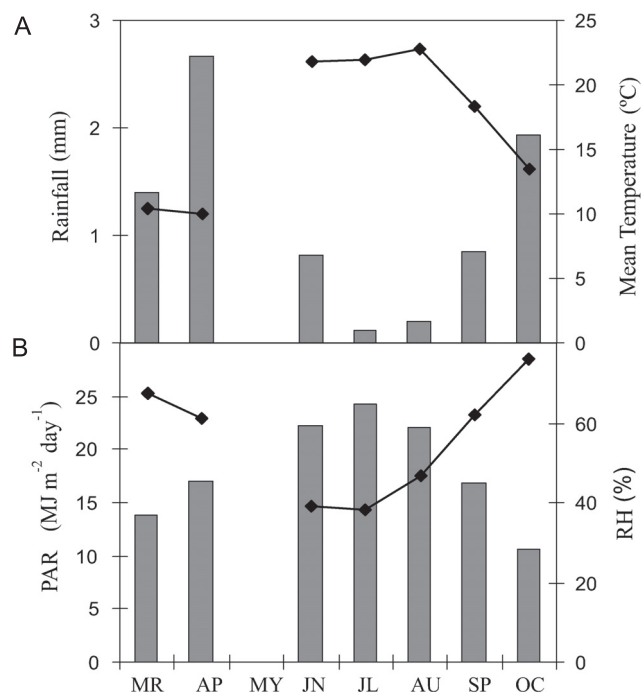 A
3
25
20
2
15
Rainfall (mm)
Mean Temperature (ºC)
10
1
5
0
0
B
25
60
20
PAR (MJ m⁻² day⁻¹)
RH (%)
15
40
10
20
5
0
0
MR AP MY JN JL AU SP OC